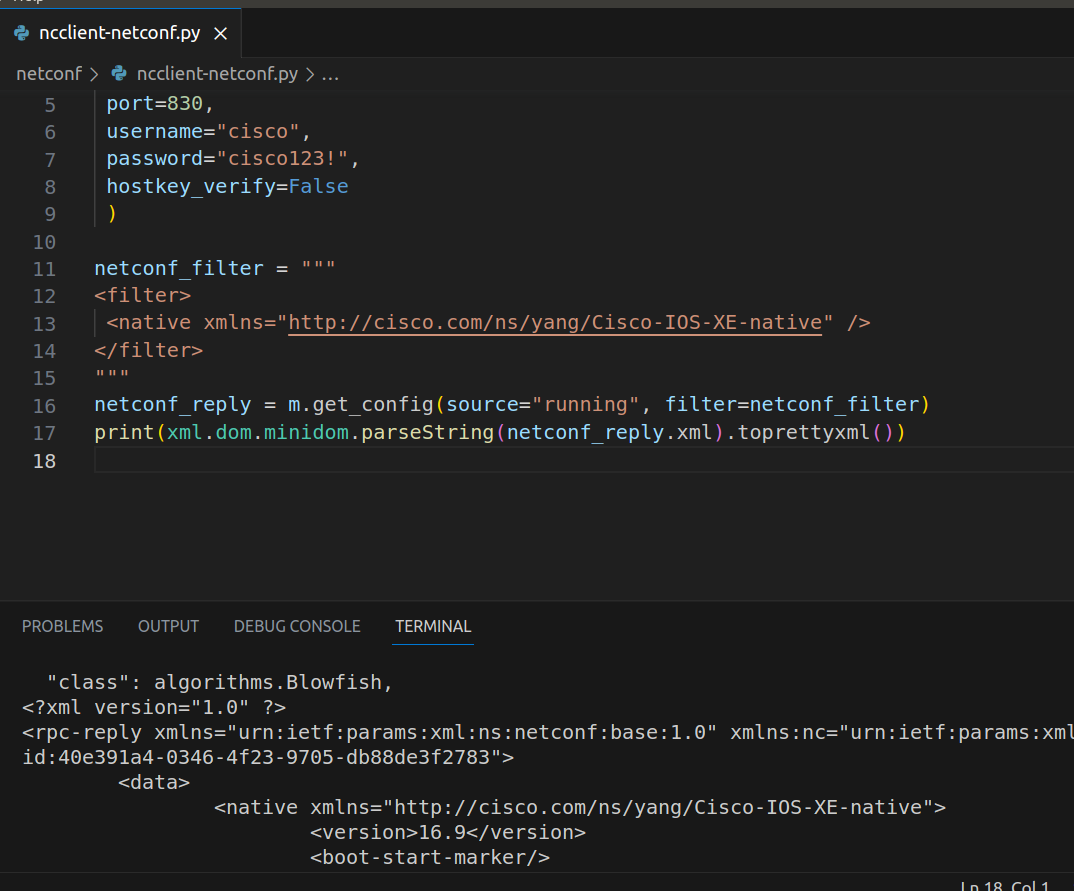 ncclient-netconf.py
netconf > ncclient-netconf.py > ...
5 port=830,
6 username="cisco",
7 password="cisco123!",
8 hostkey_verify=False
9 )
10
11 netconf_filter = """
12 <filter>
13 <native xmlns="http://cisco.com/ns/yang/Cisco-IOS-XE-native" />
14 </filter>
15 """
16 netconf_reply = m.get_config(source="running", filter=netconf_filter)
17 print(xml.dom.minidom.parseString(netconf_reply.xml).toprettyxml())
18
PROBLEMS OUTPUT DEBUG CONSOLE TERMINAL
"class": algorithms.Blowfish,
<?xml version="1.0" ?>
<rpc-reply xmlns="urn:ietf:params:xml:ns:netconf:base:1.0" xmlns:nc="urn:ietf:params:xml
id:40e391a4-0346-4f23-9705-db88de3f2783">
<data>
<native xmlns="http://cisco.com/ns/yang/Cisco-IOS-XE-native">
<version>16.9</version>
<boot-start-marker/>
Ln 18, Col 1